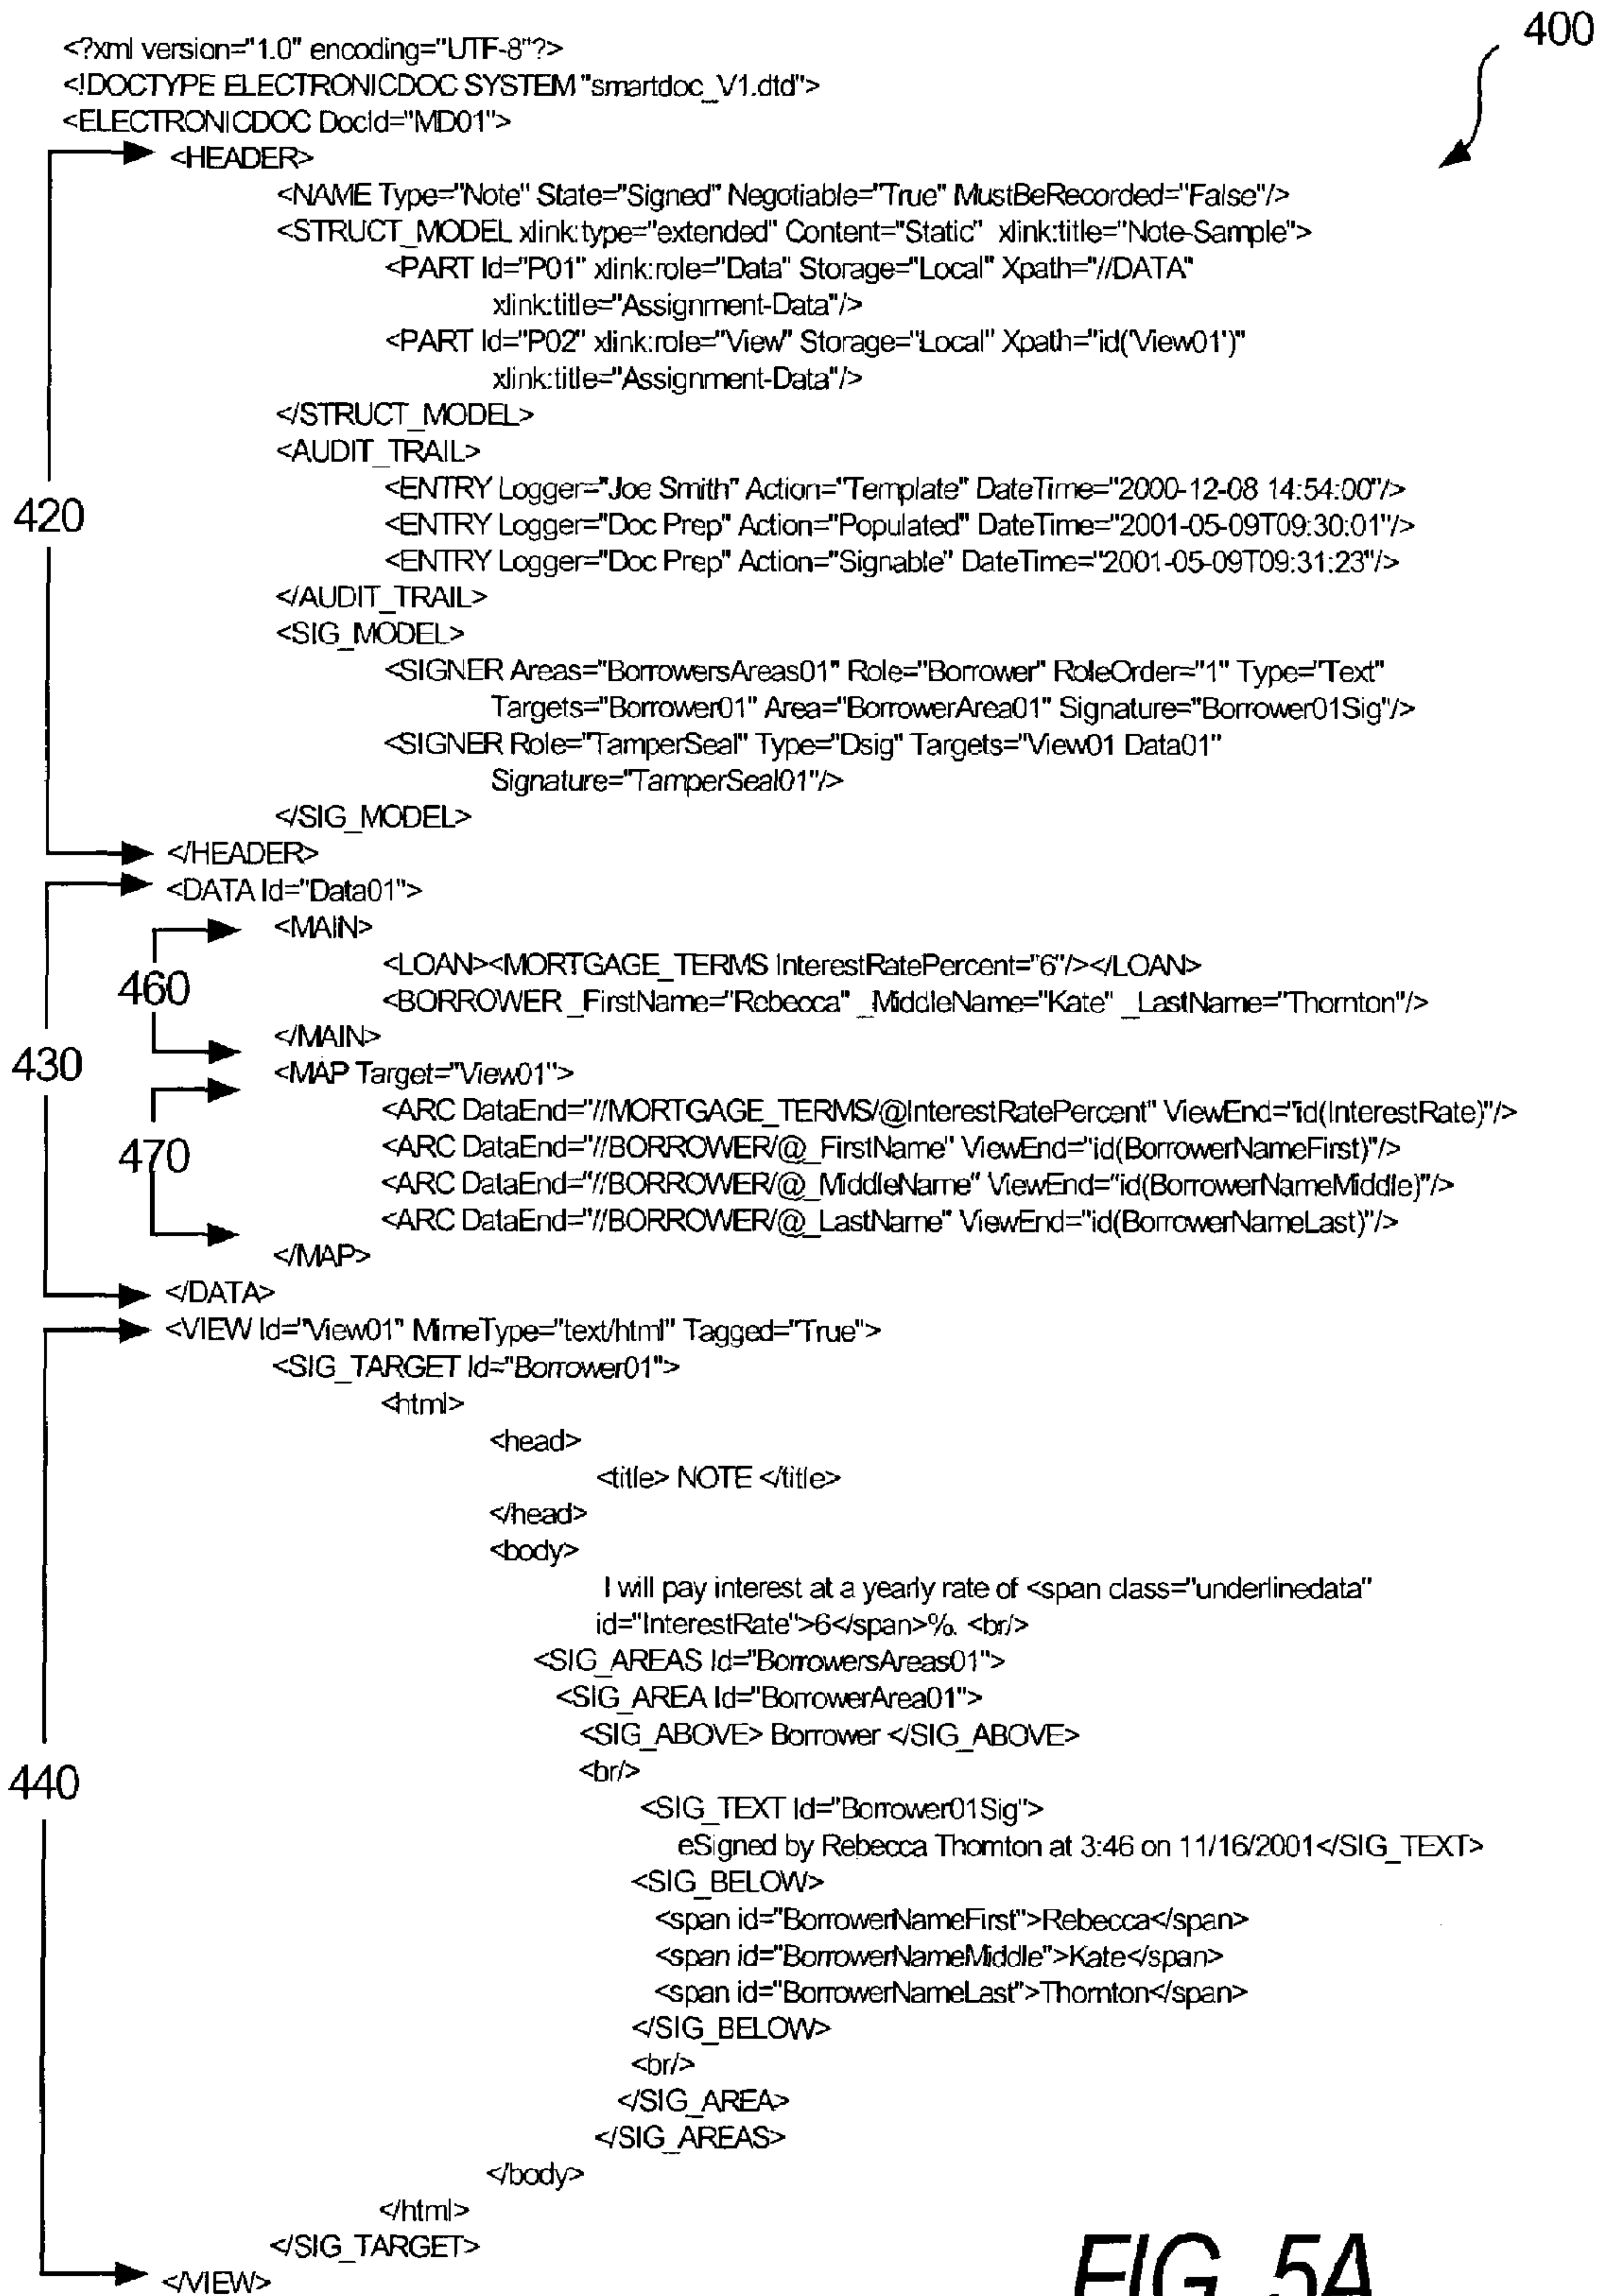 400
<?xml version="1.0" encoding="UTF-8"?>
<!DOCTYPE ELECTRONICDOC SYSTEM "smartdoc_V1.dtd">
<ELECTRONICDOC DocId="MD01">
<HEADER>
<NAME Type="Note" State="Signed" Negotiable="True" MustBeRecorded="False"/>
<STRUCT_MODEL xlink:type="extended" Content="Static" xlink:title="Note-Sample">
<PART Id="P01" xlink:role="Data" Storage="Local" Xpath="//DATA"
xlink:title="Assignment-Data"/>
<PART Id="P02" xlink:role="View" Storage="Local" Xpath="id('View01')"
xlink:title="Assignment-Data"/>
</STRUCT_MODEL>
<AUDIT_TRAIL>
<ENTRY Logger="Joe Smith" Action="Template" DateTime="2000-12-08 14:54:00"/>
420
<ENTRY Logger="Doc Prep" Action="Populated" DateTime="2001-05-09T09:30:01"/>
<ENTRY Logger="Doc Prep" Action="Signable" DateTime="2001-05-09T09:31:23"/>
</AUDIT_TRAIL>
<SIG_MODEL>
<SIGNER Areas="BorrowersAreas01" Role="Borrower" RoleOrder="1" Type="Text"
Targets="Borrower01" Area="BorrowerArea01" Signature="Borrower01Sig"/>
<SIGNER Role="TamperSeal" Type="Dsig" Targets="View01 Data01"
Signature="TamperSeal01"/>
</SIG_MODEL>
</HEADER>
<DATA Id="Data01">
<MAIN>
<LOAN><MORTGAGE_TERMS InterestRatePercent="6"/></LOAN>
460
<BORROWER _FirstName="Rebecca" _MiddleName="Kate" _LastName="Thornton"/>
</MAIN>
430
<MAP Target="View01">
<ARC DataEnd="//MORTGAGE_TERMS/@InterestRatePercent" ViewEnd="id(InterestRate)"/>
<ARC DataEnd="//BORROWER/@_FirstName" ViewEnd="id(BorrowerNameFirst)"/>
470
<ARC DataEnd="//BORROWER/@_MiddleName" ViewEnd="id(BorrowerNameMiddle)"/>
<ARC DataEnd="//BORROWER/@_LastName" ViewEnd="id(BorrowerNameLast)"/>
</MAP>
</DATA>
<VIEW Id="View01" MimeType="text/html" Tagged="True">
<SIG_TARGET Id="Borrower01">
<html>
<head>
<title> NOTE </title>
</head>
<body>
I will pay interest at a yearly rate of <span class="underlinedata"
id="InterestRate">6</span>%. <br/>
<SIG_AREAS Id="BorrowersAreas01">
<SIG_AREA Id="BorrowerArea01">
<SIG_ABOVE> Borrower </SIG_ABOVE>
<br/>
440
<SIG_TEXT Id="Borrower01Sig">
eSigned by Rebecca Thornton at 3:46 on 11/16/2001</SIG_TEXT>
<SIG_BELOW>
<span id="BorrowerNameFirst">Rebecca</span>
<span id="BorrowerNameMiddle">Kate</span>
<span id="BorrowerNameLast">Thornton</span>
</SIG_BELOW>
<br/>
</SIG_AREA>
</SIG_AREAS>
</body>
</html>
</SIG_TARGET>
</VIEW>
FIG. 5A